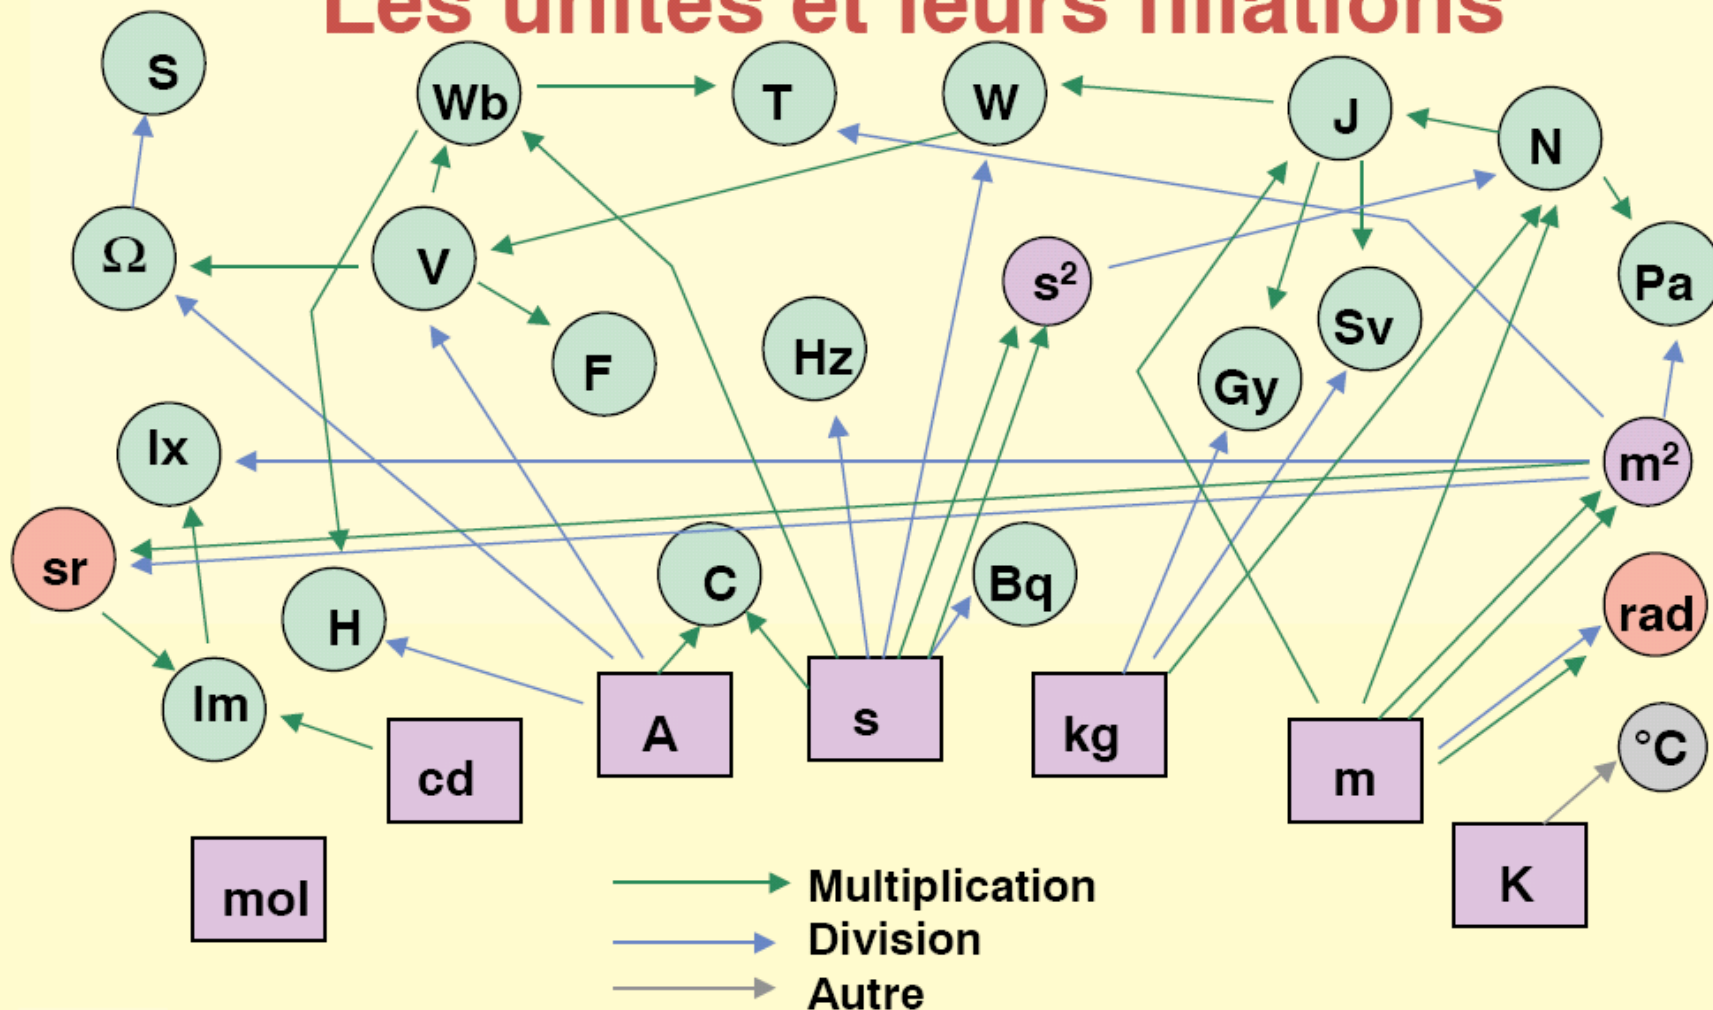 Les unités et leurs filiations
S
Wb
T
W
J
N
Ω
V
s²
Pa
F
Hz
Sv
Gy
lx
m²
sr
C
Bq
H
rad
lm
A
s
kg
°C
cd
m
mol
K
Multiplication
Division
Autre